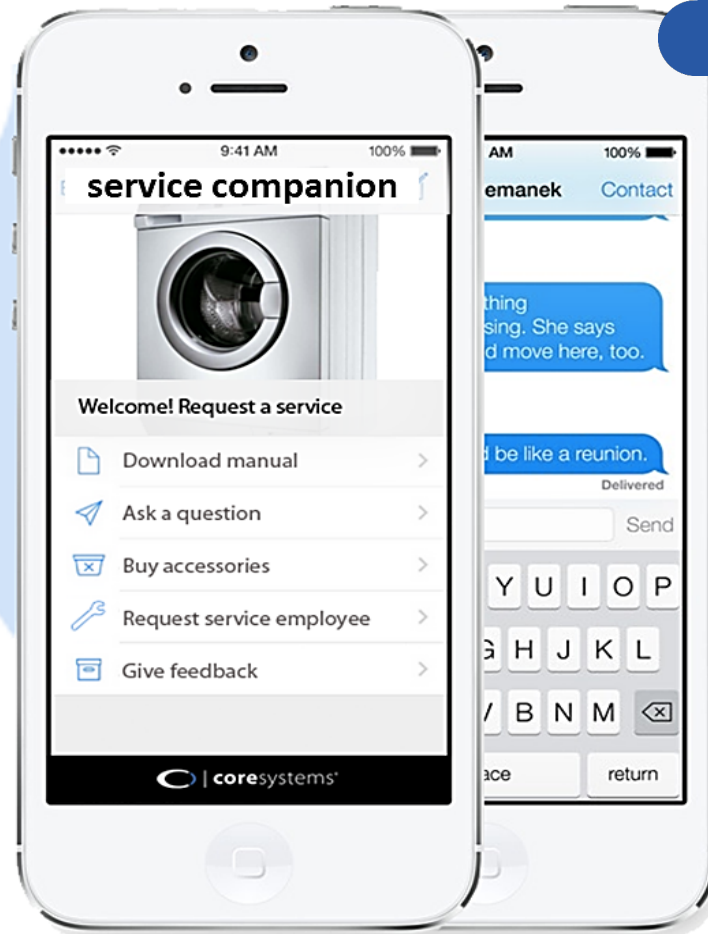 9:41 AM 100%
service companion
Welcome! Request a service
Download manual
Ask a question
Buy accessories
Request service employee
Give feedback
| coresystems
AM 100%
emanek Contact
thing
sing. She says
d move here, too.
be like a reunion.
Delivered
Send
Y U I O P
G H J K L
V B N M
ace return